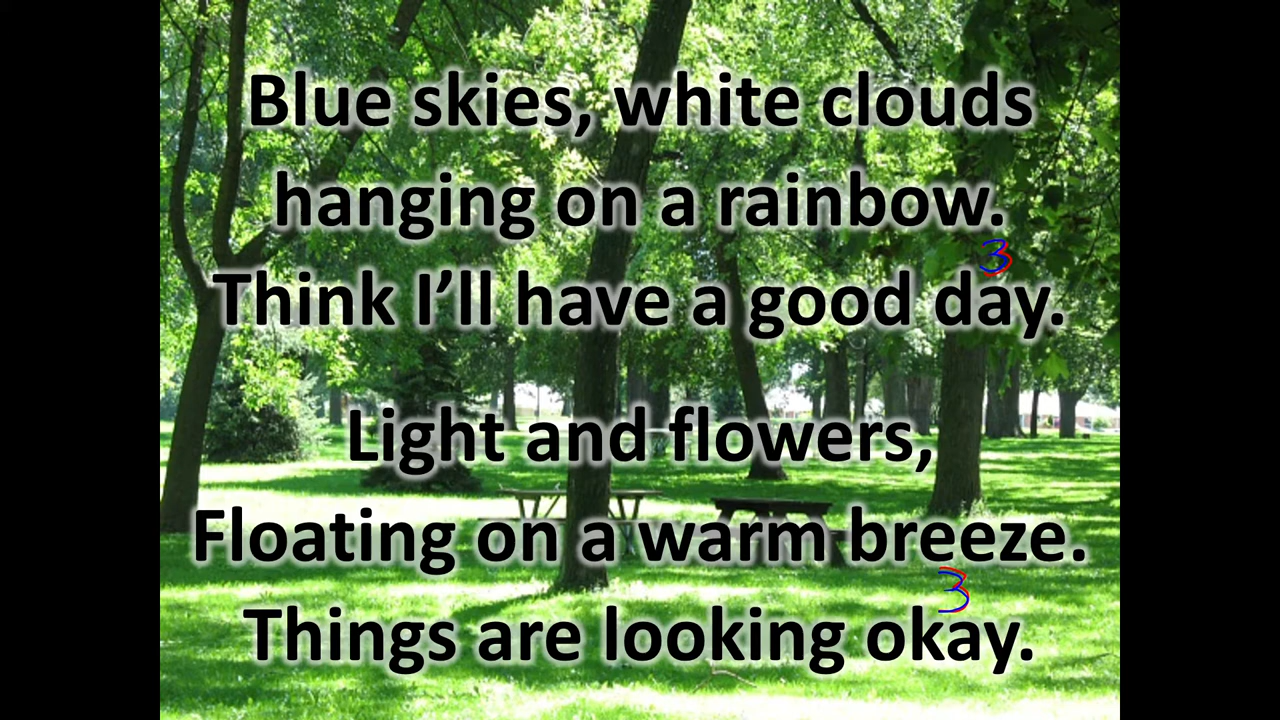 Blue skies, white clouds
hanging on a rainbow.
3
Think I’ll have a good day.
Light and flowers,
Floating on a warm breeze.
3
Things are looking okay.